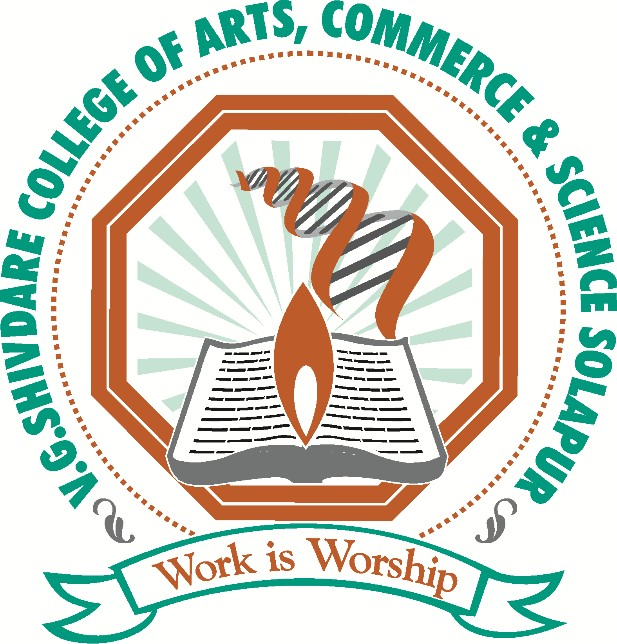 V.G.SHIVDARE COLLEGE OF ARTS, COMMERCE & SCIENCE SOLAPUR
Work is Worship